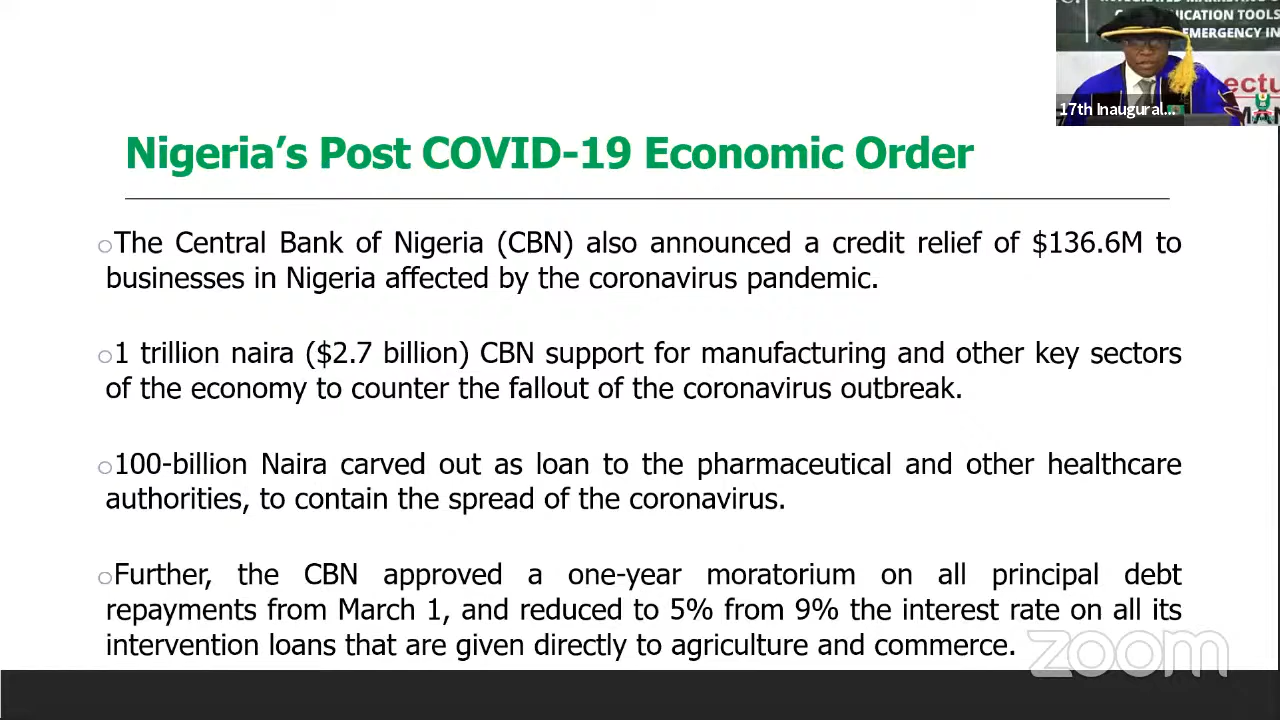 COMMUNICATION TOOLS
EMERGENCY IN
17th Inaugural...
Nigeria's Post COVID-19 Economic Order
The Central Bank of Nigeria (CBN) also announced a credit relief of $136.6M to
businesses in Nigeria affected by the coronavirus pandemic.
1 trillion naira ($2.7 billion) CBN support for manufacturing and other key sectors
of the economy to counter the fallout of the coronavirus outbreak.
100-billion Naira carved out as loan to the pharmaceutical and other healthcare
authorities, to contain the spread of the coronavirus.
Further, the CBN approved a one-year moratorium on all principal debt
repayments from March 1, and reduced to 5% from 9% the interest rate on all its
intervention loans that are given directly to agriculture and commerce.
zoom